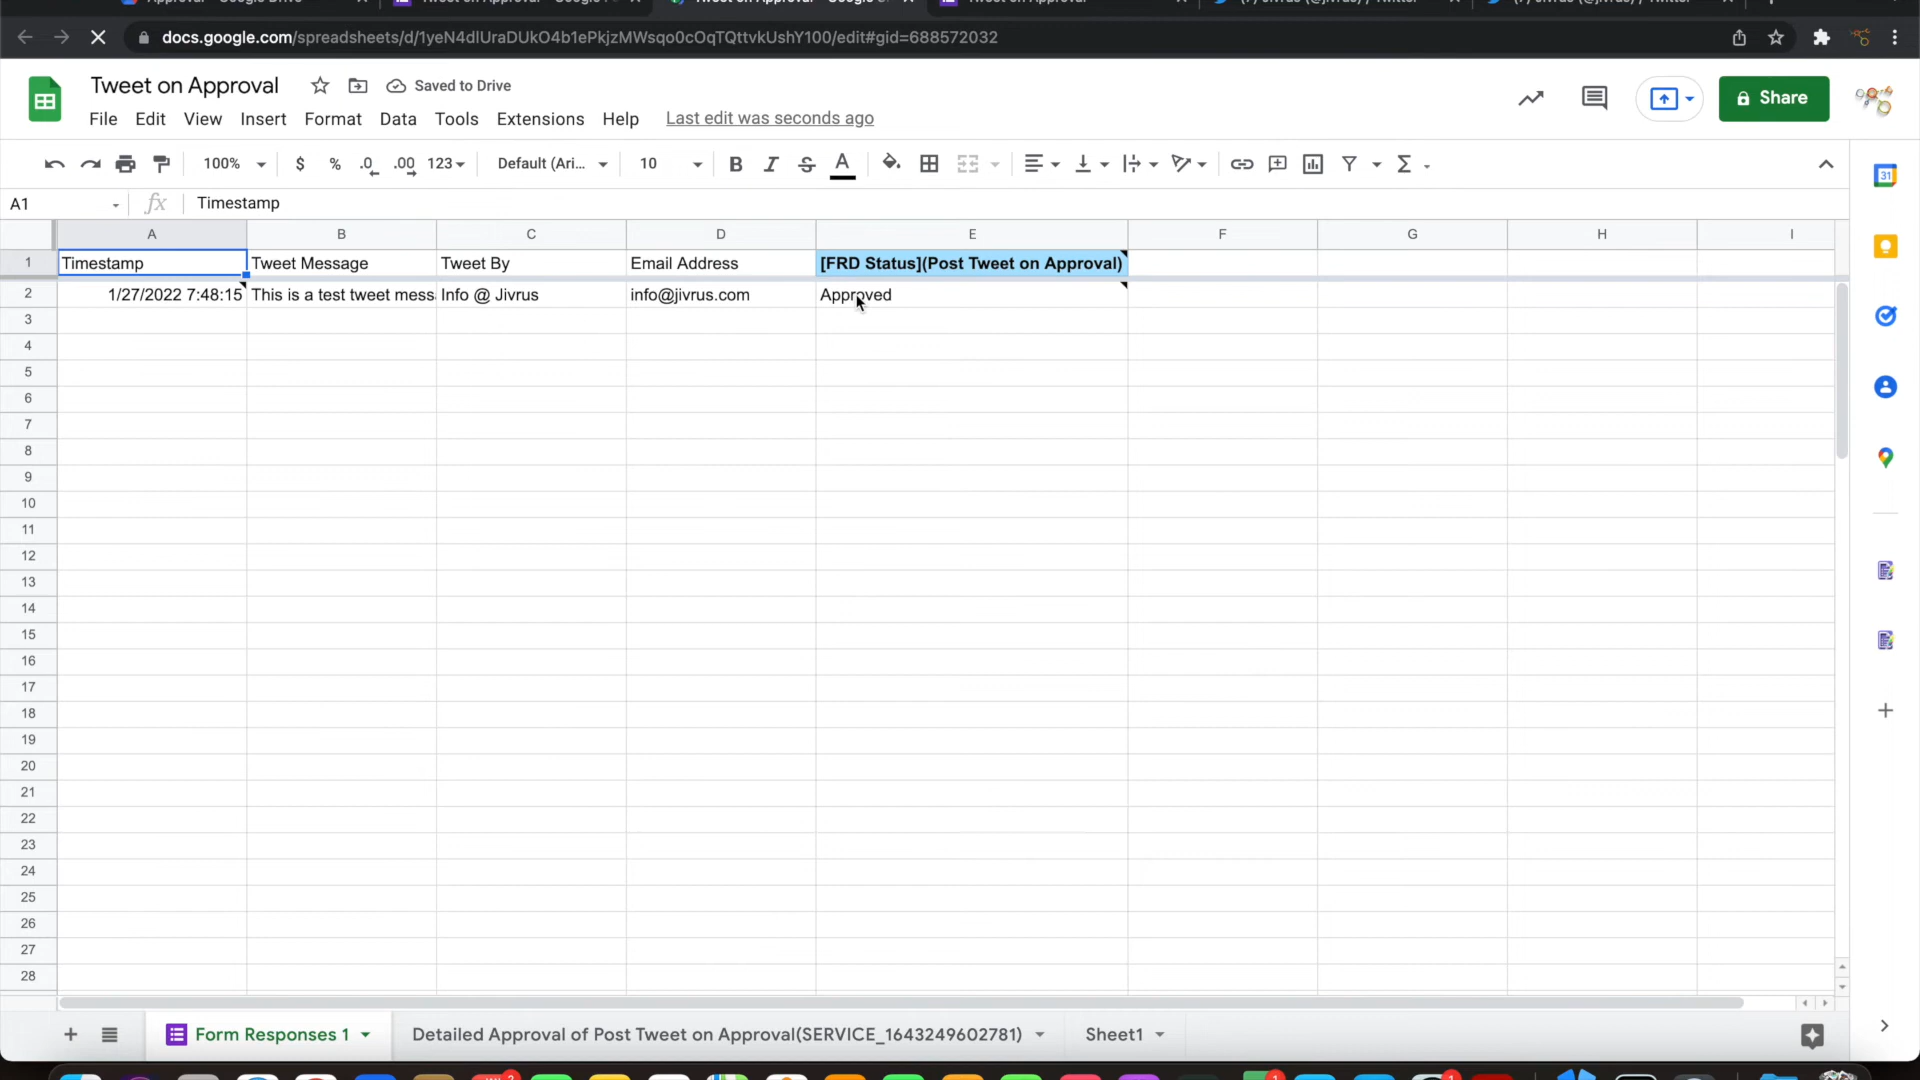 docs.google.com/spreadsheets/d/1yeN4dlUraDUkO4b1ePkjzMWsqo0cOqTQttvkUshY100/edit#gid=688572032
Tweet on Approval
Saved to Drive
Share
File Edit View Insert Format Data Tools Extensions Help Last edit was seconds ago
100% $ % .0 .00 123 Default (Ari... 10 B I S A
A1 fx Timestamp
A B C D E F G H I
1 Timestamp Tweet Message Tweet By Email Address [FRD Status](Post Tweet on Approval)
2 1/27/2022 7:48:15 This is a test tweet mess Info @ Jivrus info@jivrus.com Approved
3
4
5
6
7
8
9
10
11
12
13
14
15
16
17
18
19
20
21
22
23
24
25
26
27
28
31
Form Responses 1 Detailed Approval of Post Tweet on Approval(SERVICE_1643249602781) Sheet1